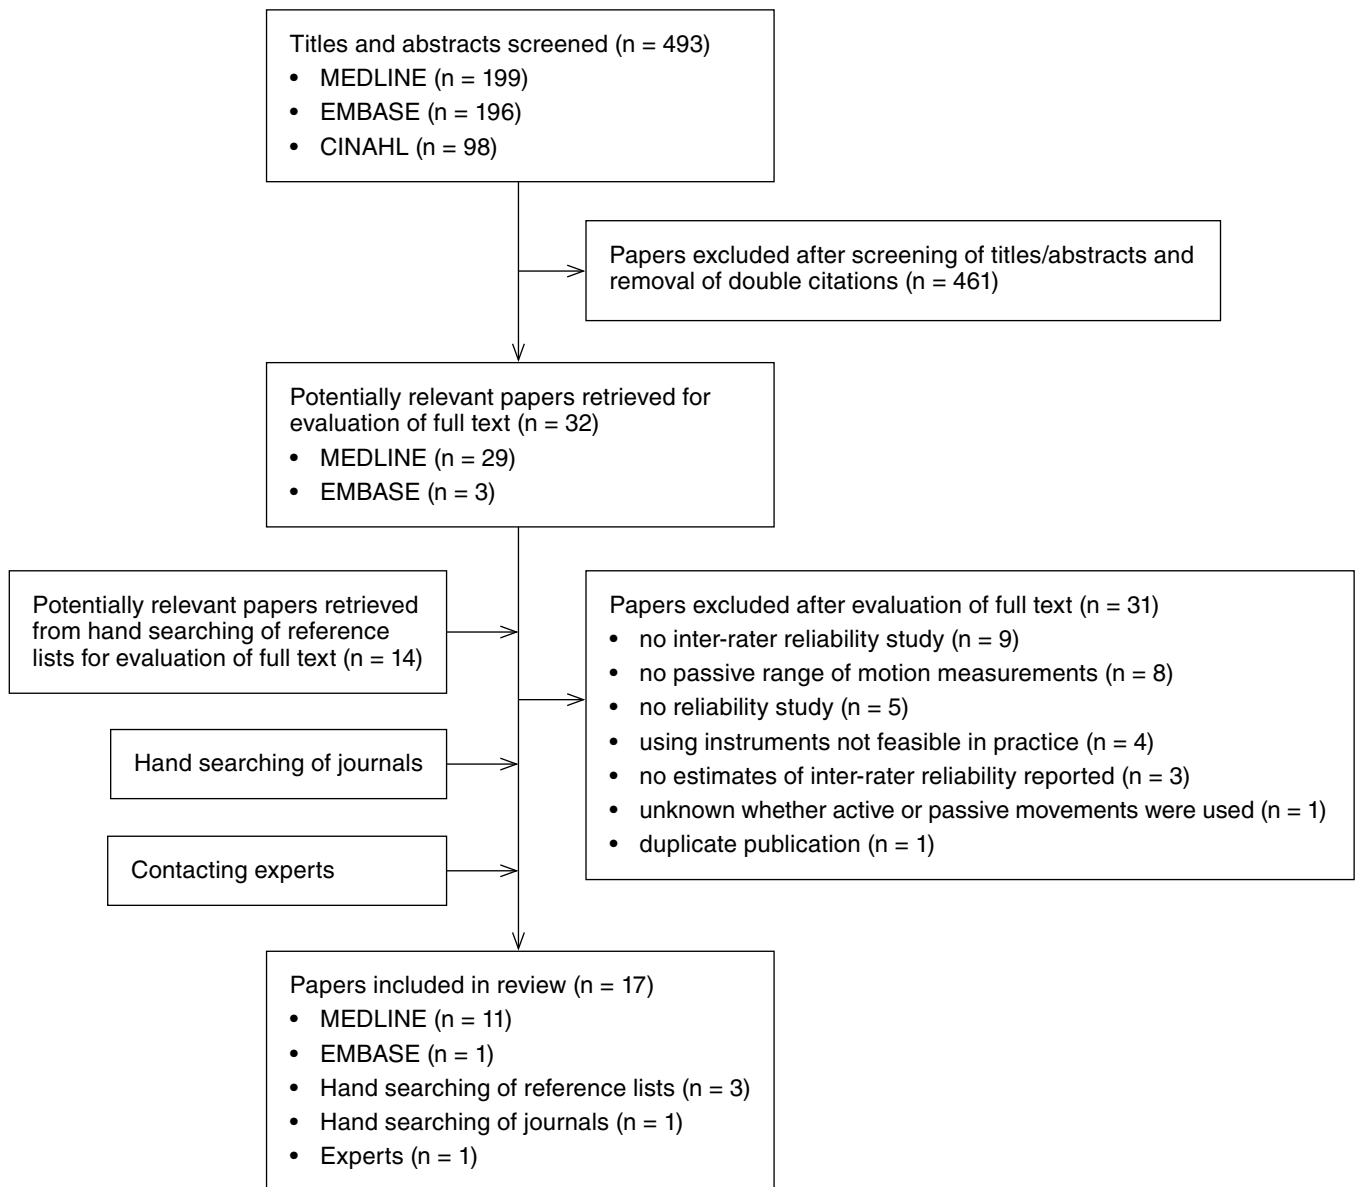 Titles and abstracts screened (n = 493)
• MEDLINE (n = 199)
• EMBASE (n = 196)
• CINAHL (n = 98)
Papers excluded after screening of titles/abstracts and
removal of double citations (n = 461)
Potentially relevant papers retrieved for
evaluation of full text (n = 32)
• MEDLINE (n = 29)
• EMBASE (n = 3)
Potentially relevant papers retrieved
from hand searching of reference
lists for evaluation of full text (n = 14)
Papers excluded after evaluation of full text (n = 31)
• no inter-rater reliability study (n = 9)
• no passive range of motion measurements (n = 8)
• no reliability study (n = 5)
• using instruments not feasible in practice (n = 4)
• no estimates of inter-rater reliability reported (n = 3)
• unknown whether active or passive movements were used (n = 1)
• duplicate publication (n = 1)
Hand searching of journals
Contacting experts
Papers included in review (n = 17)
• MEDLINE (n = 11)
• EMBASE (n = 1)
• Hand searching of reference lists (n = 3)
• Hand searching of journals (n = 1)
• Experts (n = 1)